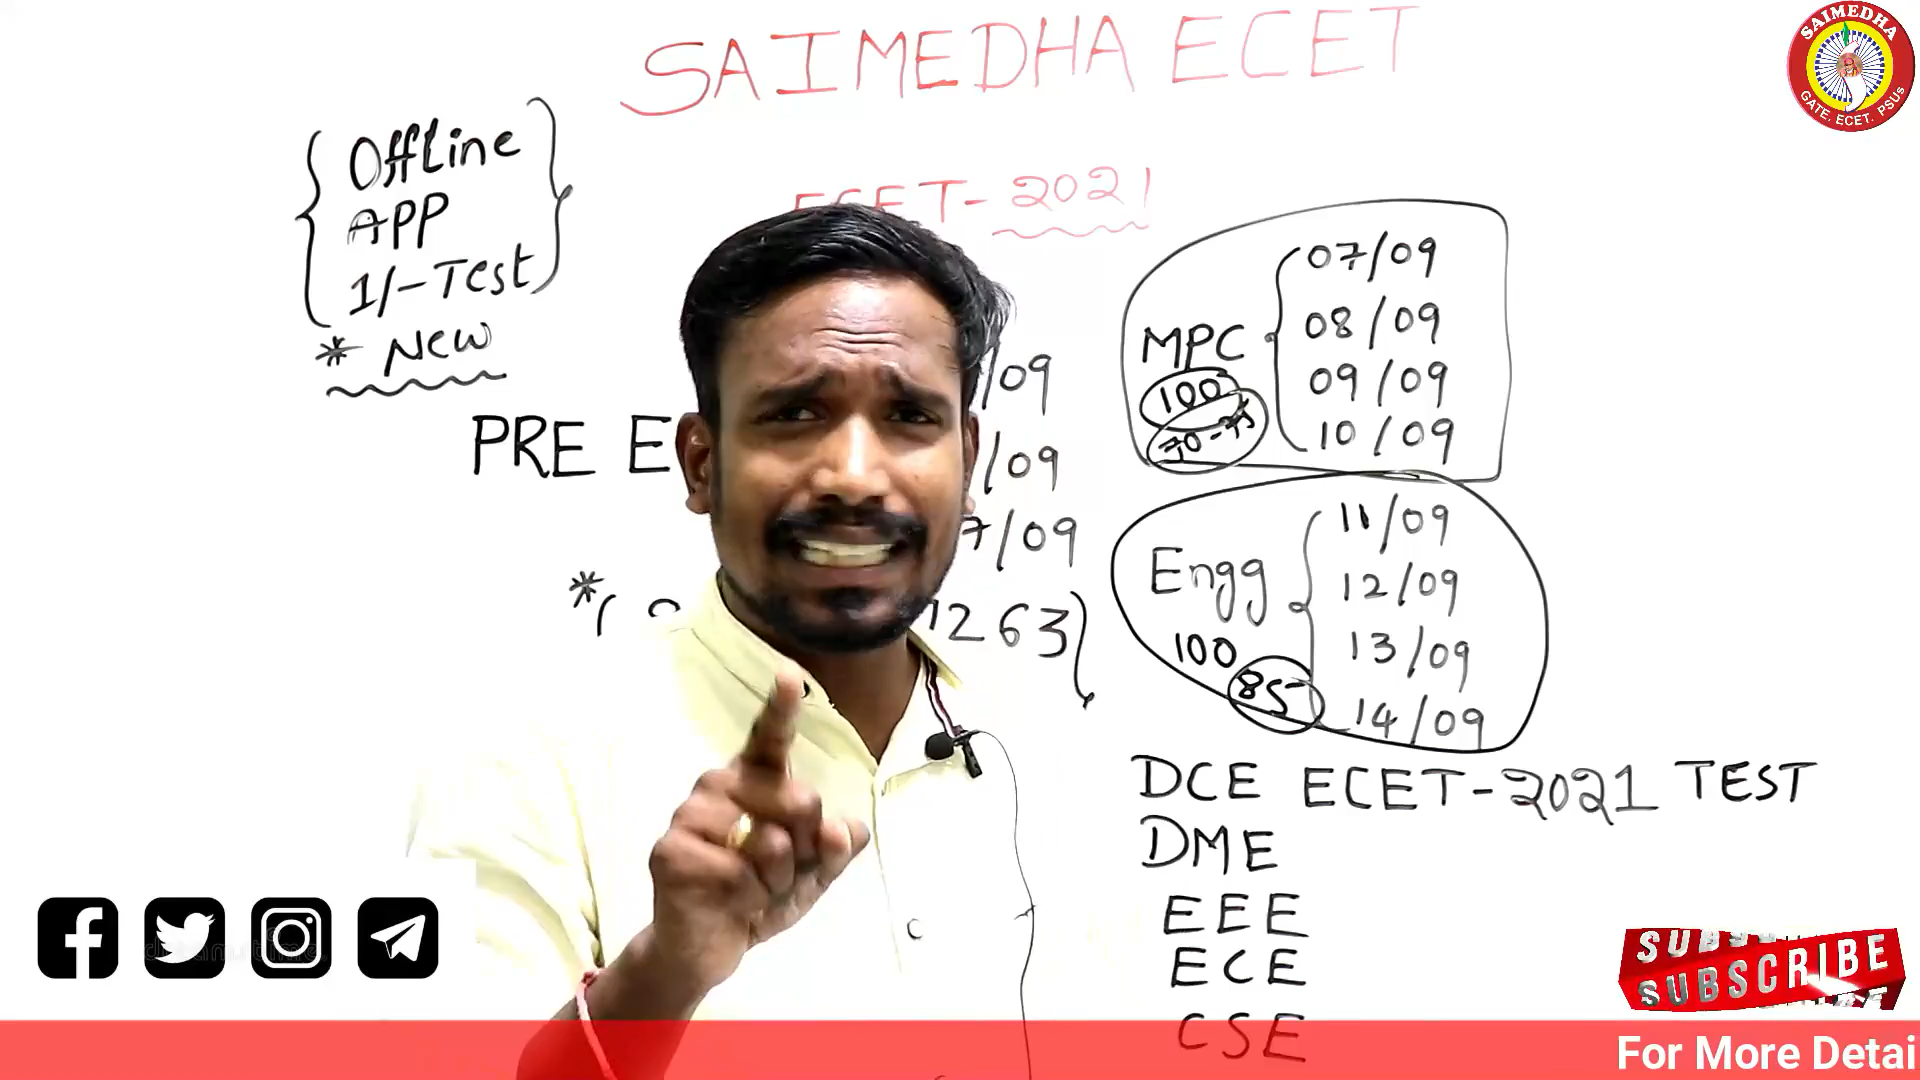 SAIMEDHA ECET
SAIMEDHA
GATE. ECET. PSUs
ECET-2021
Offline
APP
1/-Test
* New
PRE E
/09
/09
7/09
*(
1263)
MPC
100
70-75
07/09
08/09
09/09
10/09
Engg
100
85
11/09
12/09
13/09
14/09
DCE ECET-2021 TEST
DME
EEE
ECE
CSE
SUBSCRIBE
For More Detai